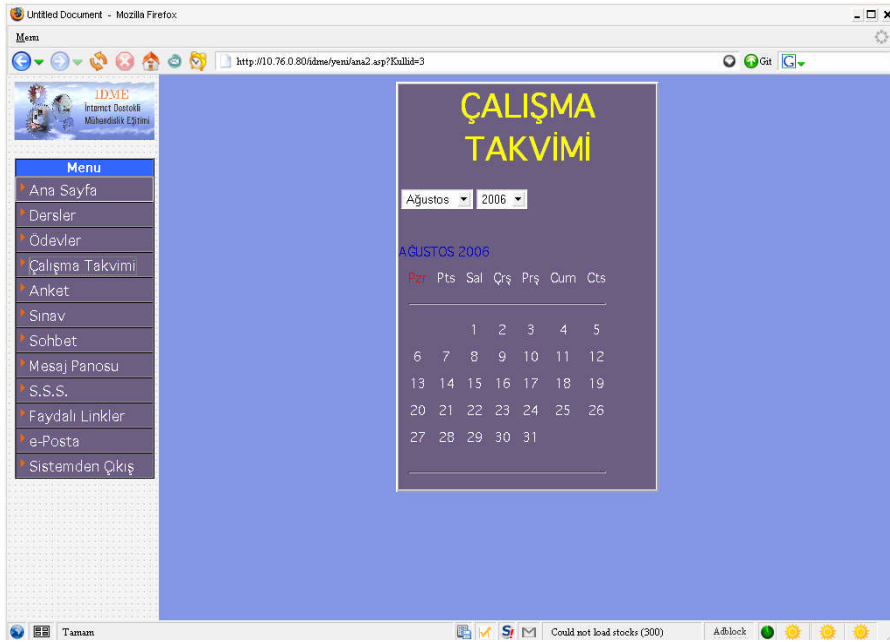 Untitled Document - Mozilla Firefox
Menu
http://10.76.0.80/idme/yeni/ana2.asp?Kullid=3
Git
G
IDME
İnternet Destekli
Mühendislik Eğitimi
Menu
Ana Sayfa
Dersler
Ödevler
Çalışma Takvimi
Anket
Sınav
Sohbet
Mesaj Panosu
S.S.S.
Faydalı Linkler
e-Posta
Sistemden Çıkış
ÇALIŞMA
TAKVİMİ
Ağustos 2006
AĞUSTOS 2006
Pzr Pts Sal Çrş Prş Cum Cts
1 2 3 4 5
6 7 8 9 10 11 12
13 14 15 16 17 18 19
20 21 22 23 24 25 26
27 28 29 30 31
Tamam
S! Could not load stocks (300) Adblock